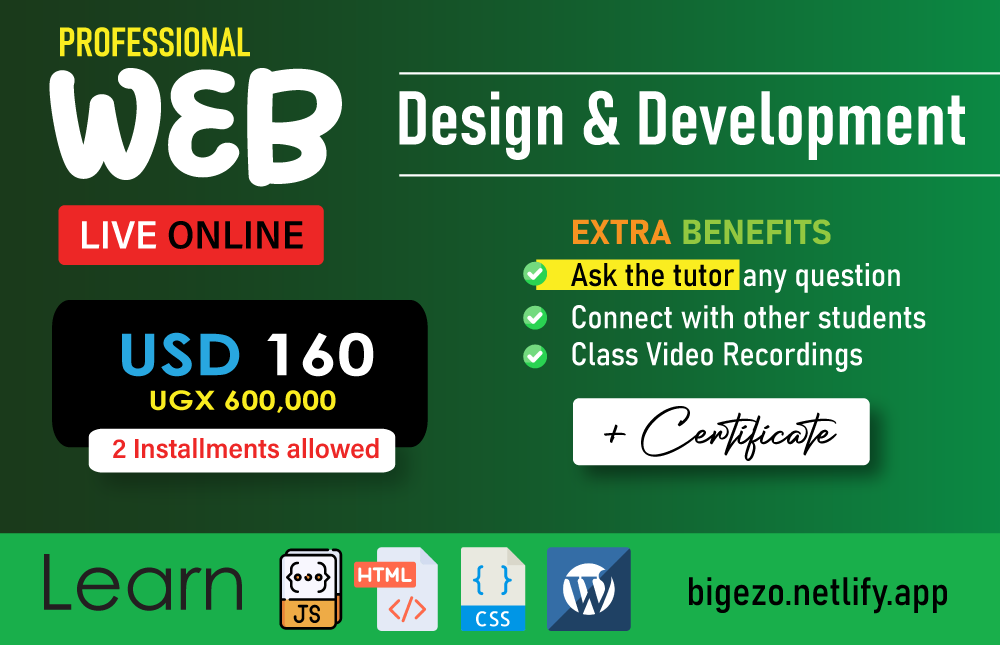 PROFESSIONAL
WEB
Design & Development
LIVE ONLINE
USD 160
UGX 600,000
2 Installments allowed
EXTRA BENEFITS
Ask the tutor any question
Connect with other students
Class Video Recordings
+ Certificate
Learn
{...}
JS
HTML
</>
{ }
CSS
W
bigezo.netlify.app